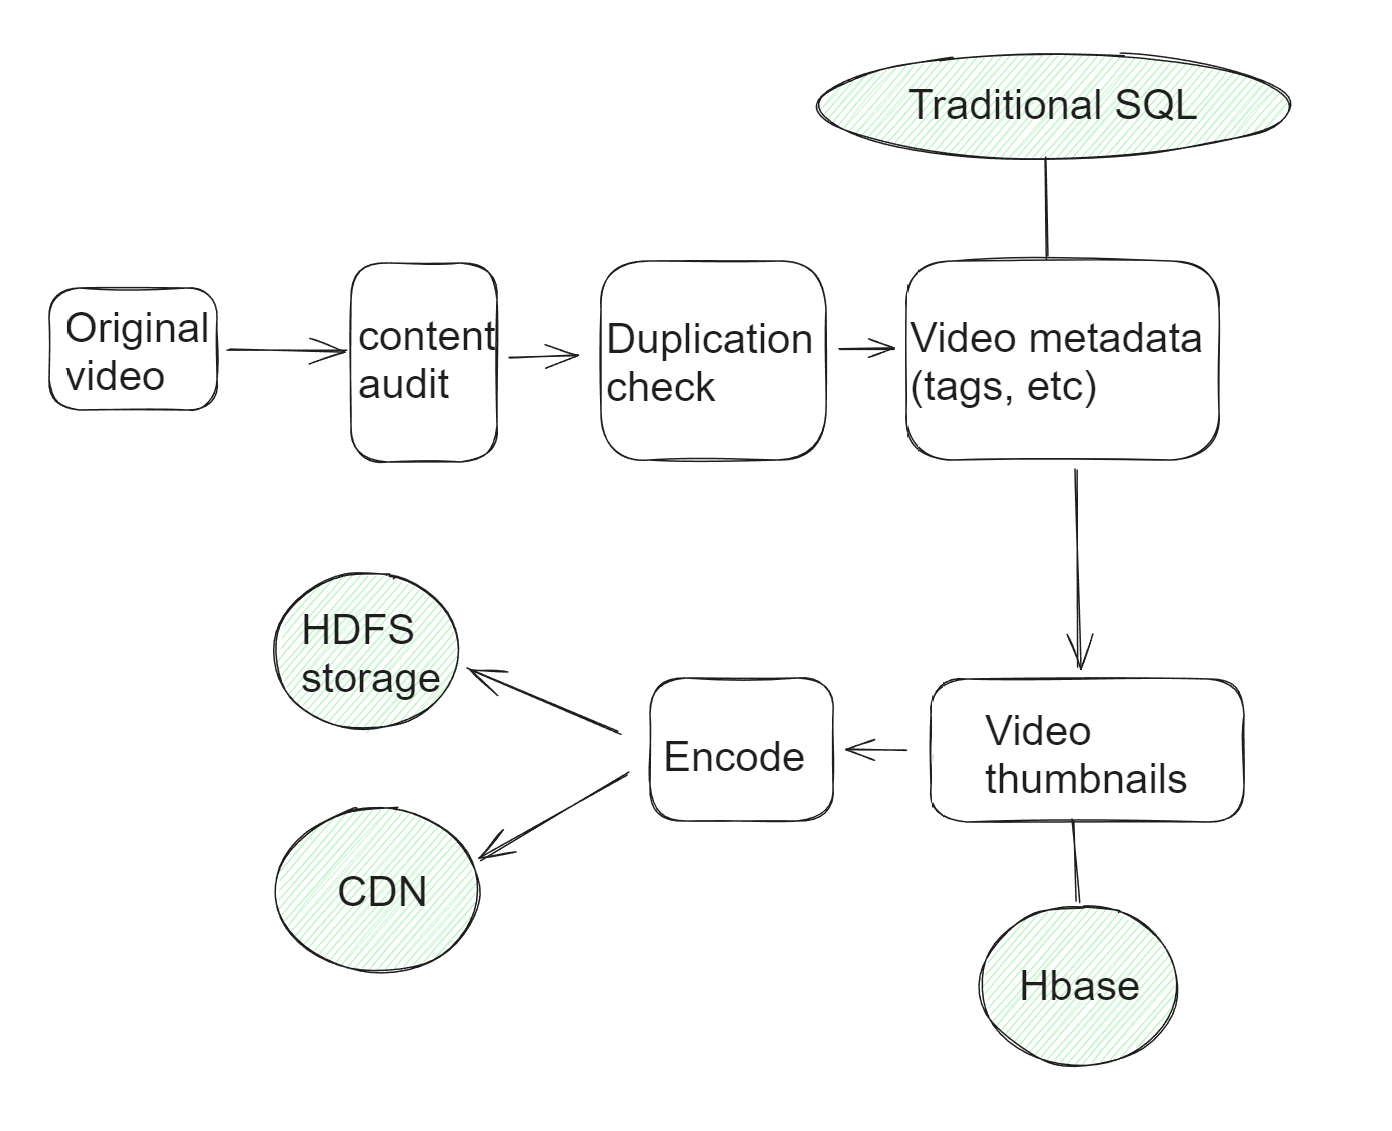 Traditional SQL
Original
video
content
audit
Duplication
check
Video metadata
(tags, etc)
HDFS
storage
Encode
Video
thumbnails
CDN
Hbase